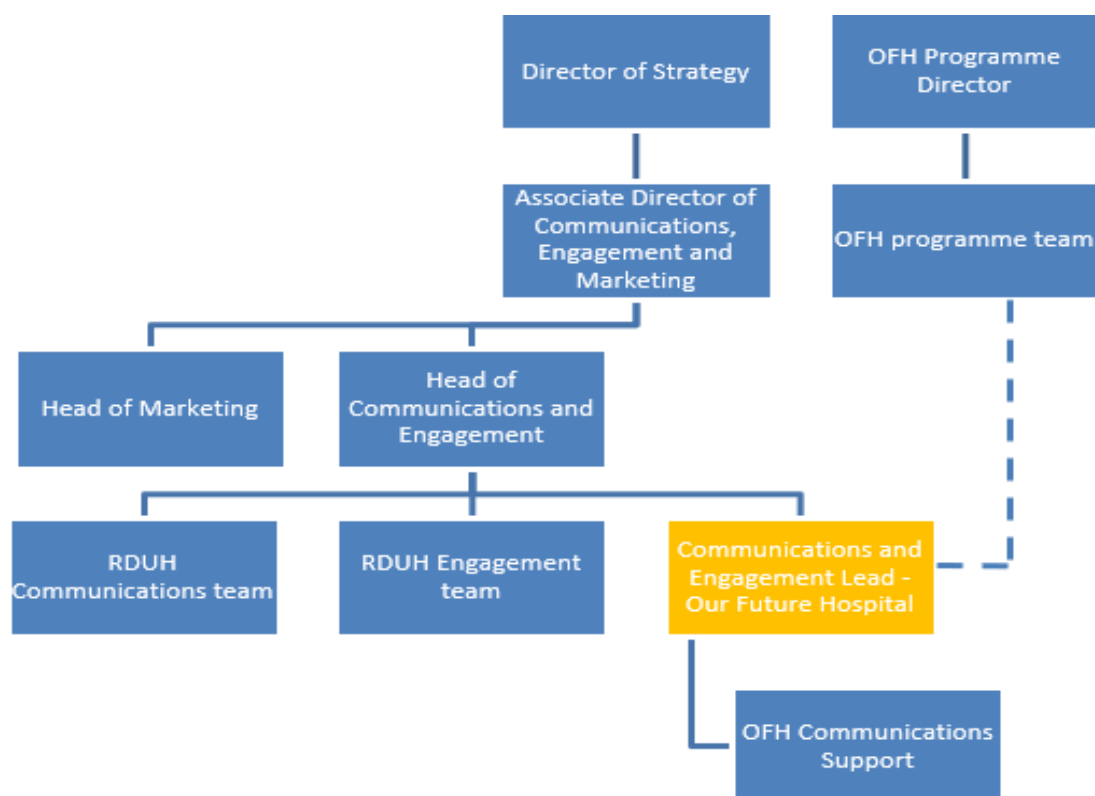 Director of Strategy
OFH Programme
Director
Associate Director of
Communications,
Engagement and
Marketing
OFH programme team
Head of Marketing
Head of
Communications and
Engagement
RDUH
Communications team
RDUH Engagement
team
Communications and
Engagement Lead -
Our Future Hospital
OFH Communications
Support